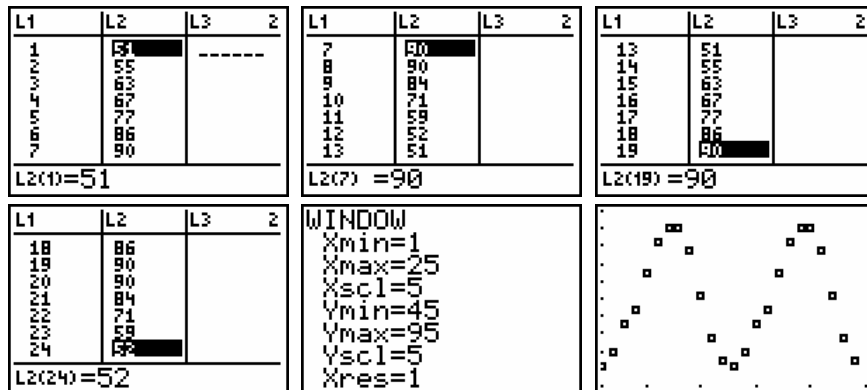 L1 L2 L3 2
1 51 ------
2 55
3 63
4 67
5 77
6 86
7 90
L2(1)=51
L1 L2 L3 2
7 90
8 90
9 84
10 71
11 59
12 52
13 51
L2(7) =90
L1 L2 L3 2
13 51
14 55
15 63
16 67
17 77
18 86
19 90
L2(19) =90
L1 L2 L3 2
18 86
19 90
20 90
21 84
22 71
23 59
24 52
L2(24)=52
WINDOW
Xmin=1
Xmax=25
Xscl=5
Ymin=45
Ymax=95
Yscl=5
Xres=1